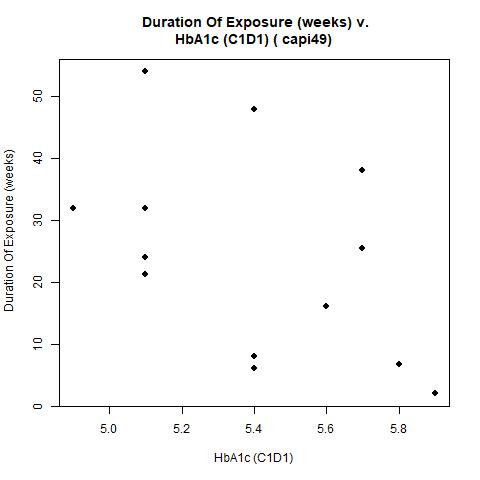 Duration Of Exposure (weeks) v.
HbA1c (C1D1) ( capi49)
Duration Of Exposure (weeks)
50
40
30
20
10
0
5.0 5.2 5.4 5.6 5.8
HbA1c (C1D1)